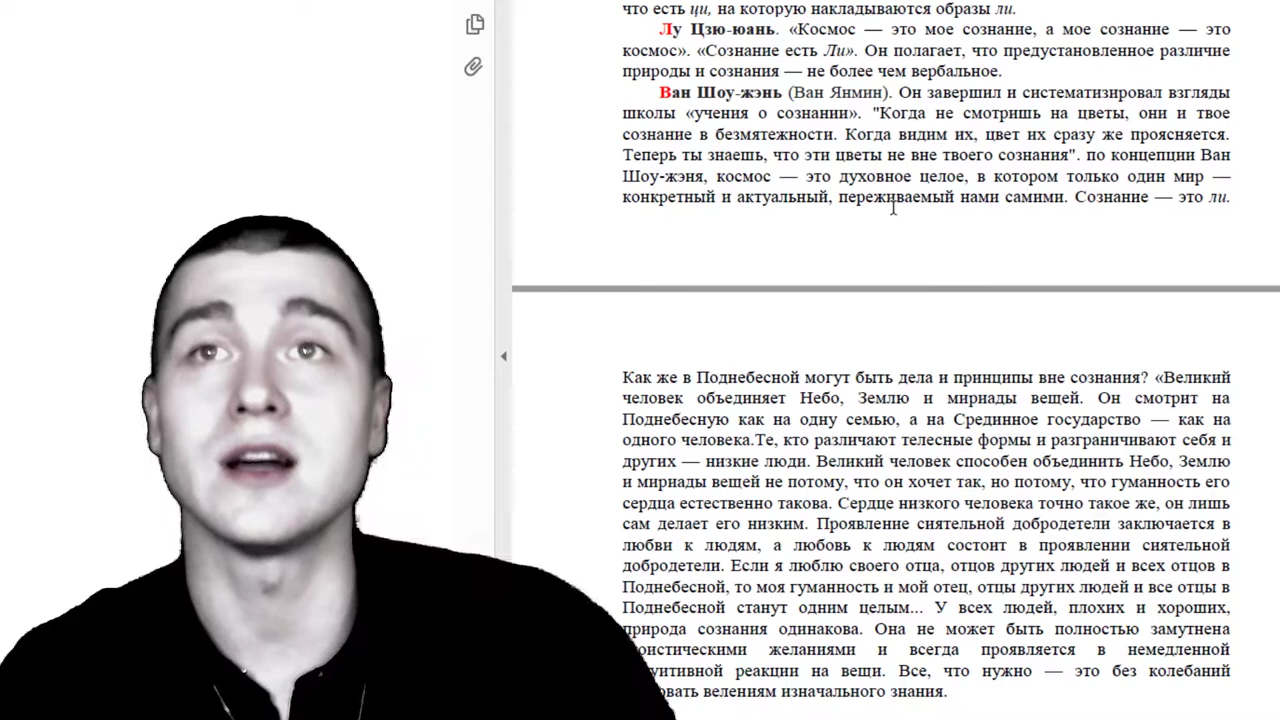 что есть ци, на которую накладываются образы ли.
Лу Цзю-юань. «Космос — это мое сознание, а мое сознание — это
космос». «Сознание есть Ли». Он полагает, что предустановленное различие
природы и сознания — не более чем вербальное.
Ван Шоу-жэнь (Ван Янмин). Он завершил и систематизировал взгляды
школы «учения о сознании». "Когда не смотришь на цветы, они и твое
сознание в безмятежности. Когда видим их, цвет их сразу же проясняется.
Теперь ты знаешь, что эти цветы не вне твоего сознания". по концепции Ван
Шоу-жэня, космос — это духовное целое, в котором только один мир —
конкретный и актуальный, переживаемый нами самими. Сознание — это ли.
Как же в Поднебесной могут быть дела и принципы вне сознания? «Великий
человек объединяет Небо, Землю и мириады вещей. Он смотрит на
Поднебесную как на одну семью, а на Срединное государство — как на
одного человека.Те, кто различают телесные формы и разграничивают себя и
других — низкие люди. Великий человек способен объединить Небо, Землю
и мириады вещей не потому, что он хочет так, но потому, что гуманность его
сердца естественно такова. Сердце низкого человека точно такое же, он лишь
сам делает его низким. Проявление сиятельной добродетели заключается в
любви к людям, а любовь к людям состоит в проявлении сиятельной
добродетели. Если я люблю своего отца, отцов других людей и всех отцов в
Поднебесной, то моя гуманность и мой отец, отцы других людей и все отцы в
Поднебесной станут одним целым... У всех людей, плохих и хороших,
природа сознания одинакова. Она не может быть полностью замутнена
желаниями и всегда проявляется в немедленной
реакции на вещи. Все, что нужно — это без колебаний
велениям изначального знания.